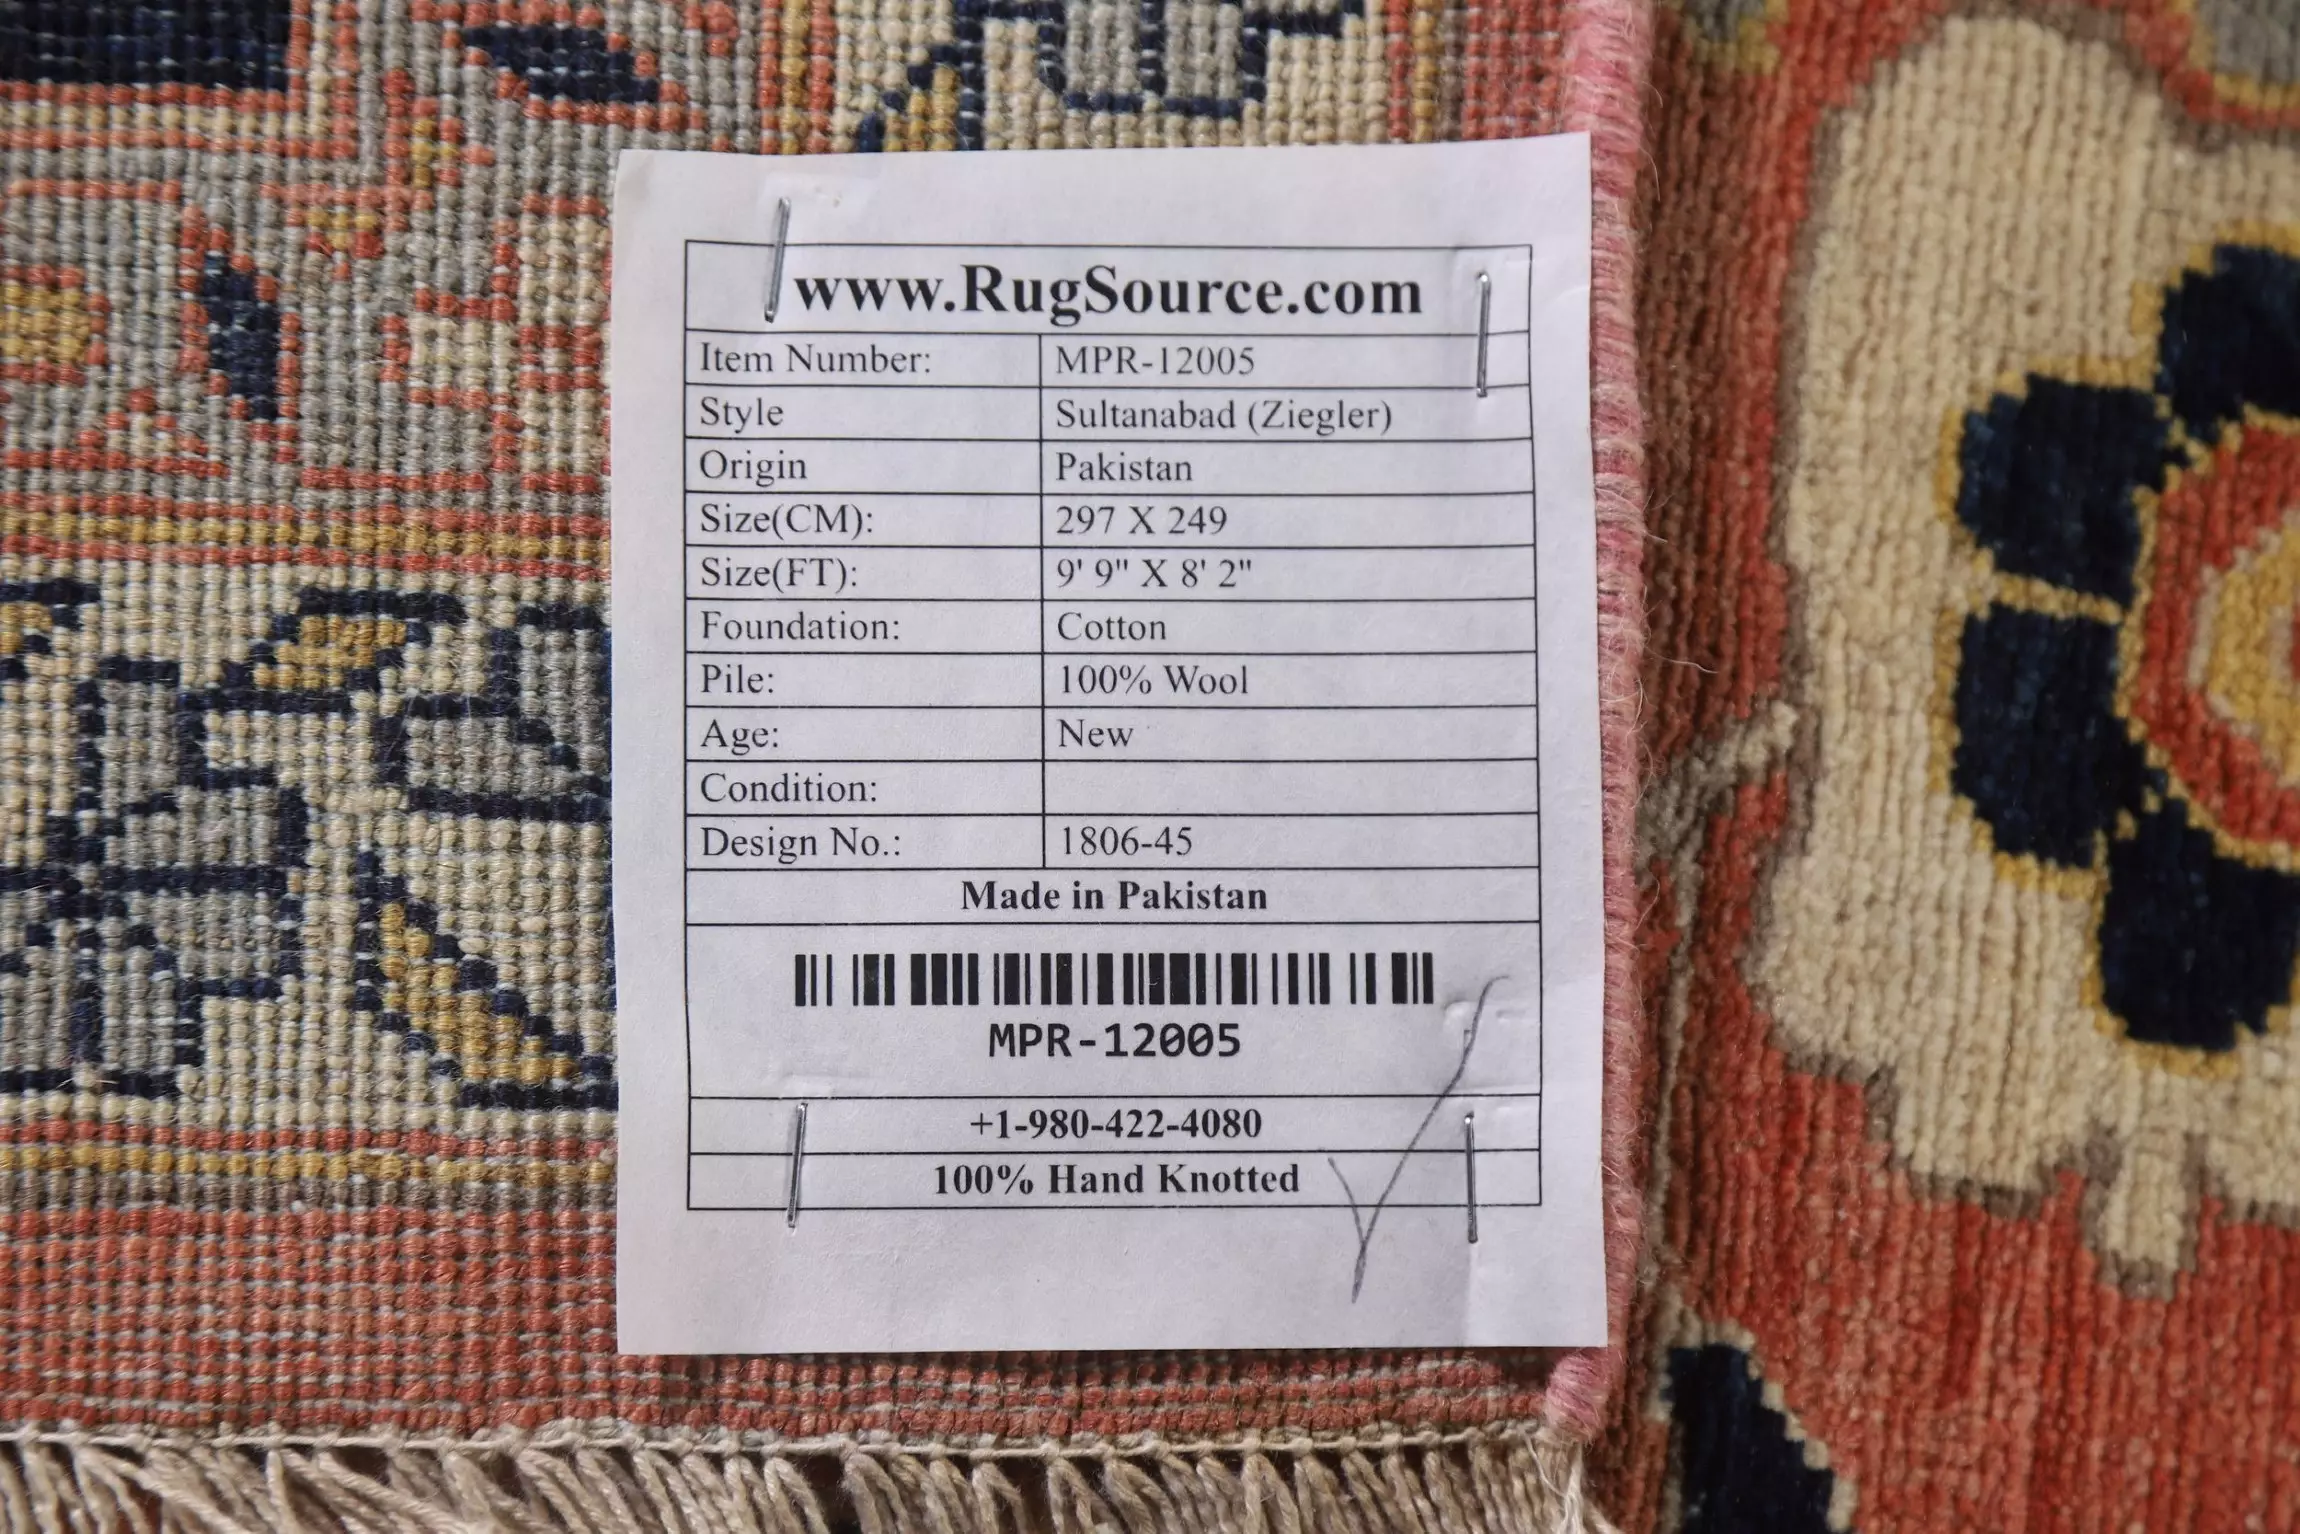 www.RugSource.com
Item Number: MPR-12005
Style Sultanabad (Ziegler)
Origin Pakistan
Size(CM): 297 X 249
Size(FT): 9' 9" X 8' 2"
Foundation: Cotton
Pile: 100% Wool
Age: New
Condition:
Design No.: 1806-45
Made in Pakistan
MPR-12005
+1-980-422-4080
100% Hand Knotted